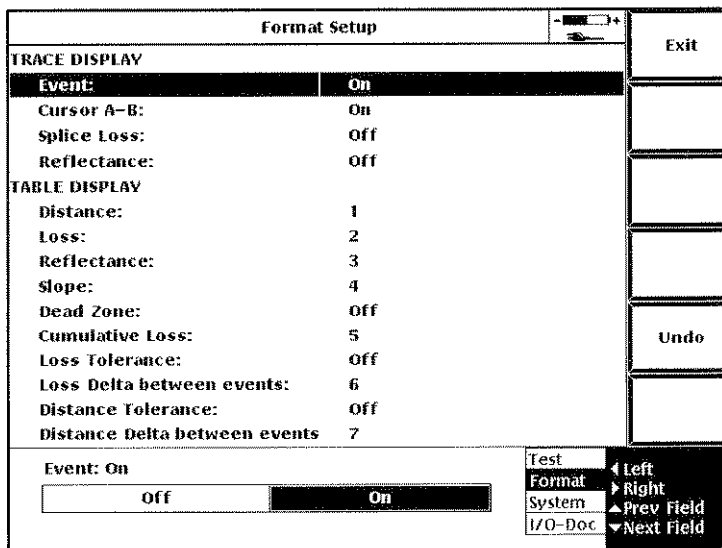 Format Setup
- +
Exit
TRACE DISPLAY
Event: On
Cursor A-B: On
Splice Loss: Off
Reflectance: Off
TABLE DISPLAY
Distance: 1
Loss: 2
Reflectance: 3
Slope: 4
Dead Zone: Off
Cumulative Loss: 5
Undo
Loss Tolerance: Off
Loss Delta between events: 6
Distance Tolerance: Off
Distance Delta between events 7
Event: On
Off On
Test
Format
System
I/O-Doc
Left
Right
Prev Field
Next Field